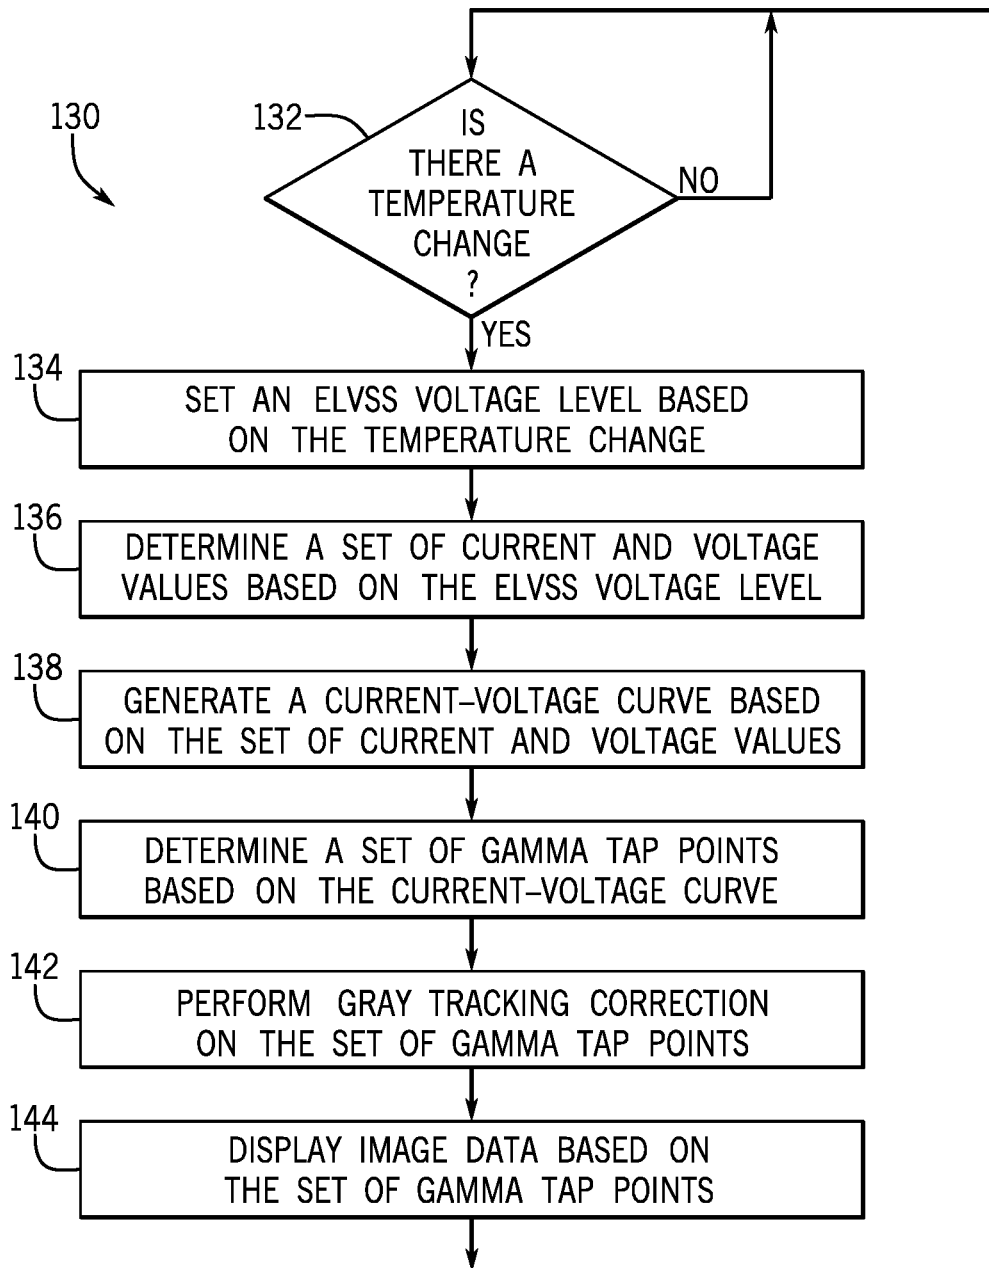 130
132
IS
THERE A
TEMPERATURE
CHANGE
?
NO
YES
134
SET AN ELVSS VOLTAGE LEVEL BASED
ON THE TEMPERATURE CHANGE
136
DETERMINE A SET OF CURRENT AND VOLTAGE
VALUES BASED ON THE ELVSS VOLTAGE LEVEL
138
GENERATE A CURRENT–VOLTAGE CURVE BASED
ON THE SET OF CURRENT AND VOLTAGE VALUES
140
DETERMINE A SET OF GAMMA TAP POINTS
BASED ON THE CURRENT–VOLTAGE CURVE
142
PERFORM GRAY TRACKING CORRECTION
ON THE SET OF GAMMA TAP POINTS
144
DISPLAY IMAGE DATA BASED ON
THE SET OF GAMMA TAP POINTS